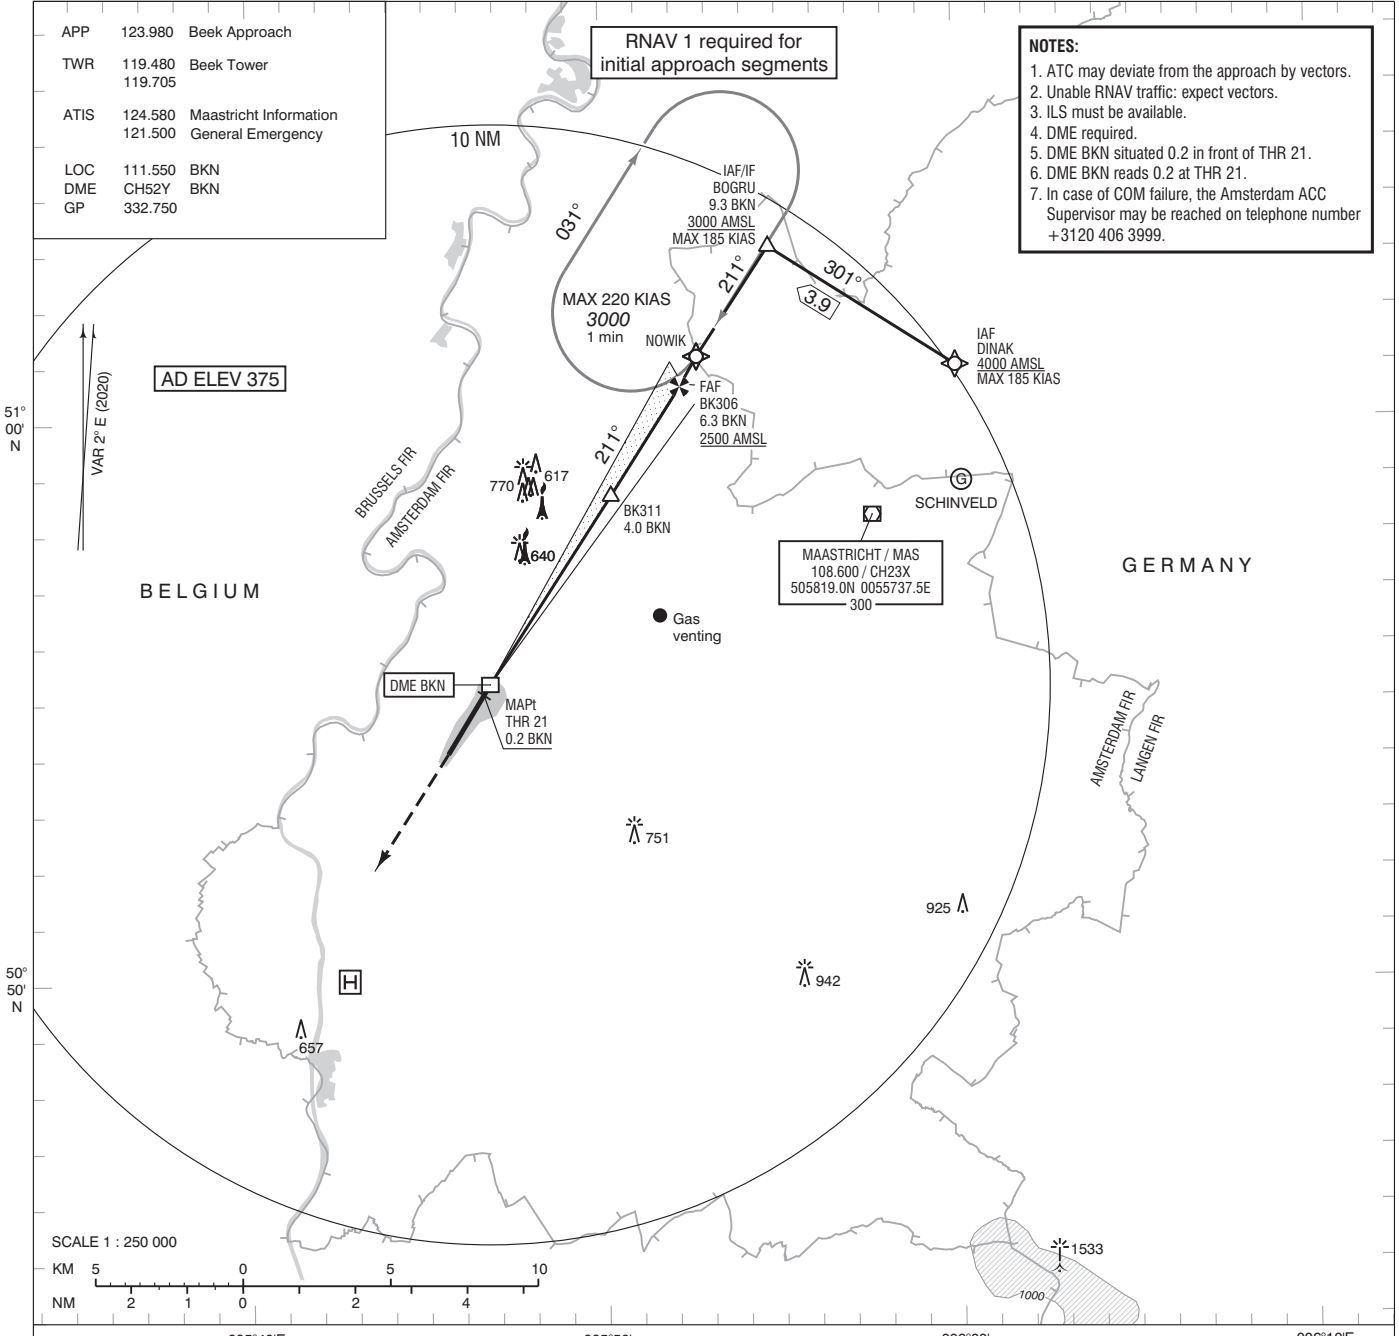 APP 123.980 Beek Approach
TWR 119.480 Beek Tower
119.705
ATIS 124.580 Maastricht Information
121.500 General Emergency
LOC 111.550 BKN
DME CH52Y BKN
GP 332.750
RNAV 1 required for
initial approach segments
NOTES:
1. ATC may deviate from the approach by vectors.
2. Unable RNAV traffic: expect vectors.
3. ILS must be available.
4. DME required.
5. DME BKN situated 0.2 in front of THR 21.
6. DME BKN reads 0.2 at THR 21.
7. In case of COM failure, the Amsterdam ACC
Supervisor may be reached on telephone number
+3120 406 3999.
10 NM
IAF/IF
BOGRU
9.3 BKN
3000 AMSL
MAX 185 KIAS
031°
211°
301°
3.9
MAX 220 KIAS
3000
1 min
NOWIK
IAF
DINAK
4000 AMSL
MAX 185 KIAS
AD ELEV 375
VAR 2° E (2020)
51°
00'
N
FAF
BK306
6.3 BKN
2500 AMSL
211°
BRUSSELS FIR
AMSTERDAM FIR
770
617
640
BK311
4.0 BKN
G
SCHINVELD
MAASTRICHT / MAS
108.600 / CH23X
505819.0N 0055737.5E
300
GERMANY
BELGIUM
Gas
venting
DME BKN
MAPt
THR 21
0.2 BKN
AMSTERDAM FIR
LANGEN FIR
751
925
942
50°
50'
N
H
657
1533
1000
SCALE 1 : 250 000
KM 5 0 5 10
NM 2 1 0 2 4